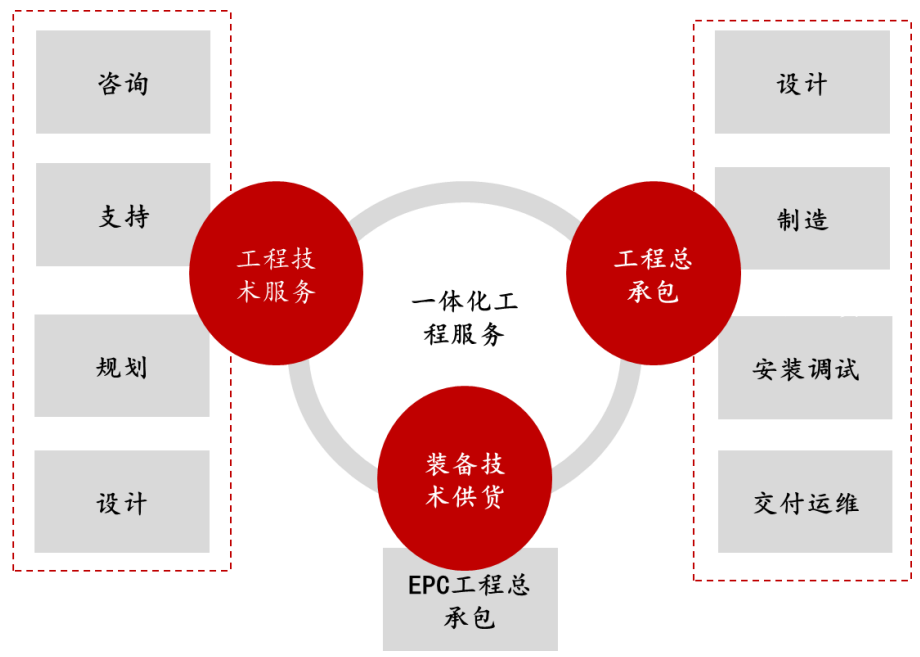 咨询
支持
规划
设计
工程技
术服务
一体化工
程服务
工程总
承包
装备技
术供货
EPC工程总
承包
设计
制造
安装调试
交付运维